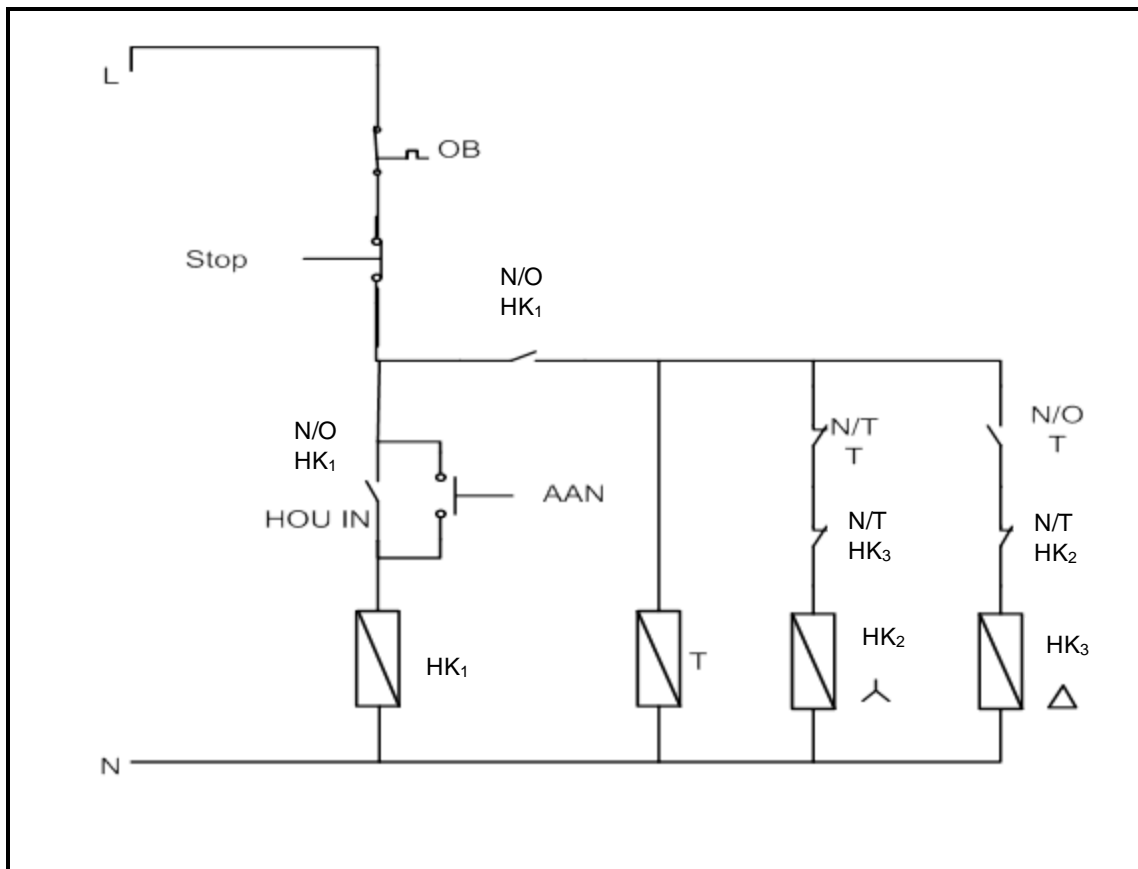 L
OB
Stop
N/O
HK₁
N/O
HK₁
HOU IN
AAN
N/T
T
N/O
T
N/T
HK₃
N/T
HK₂
HK₁
T
HK₂
HK₃
N